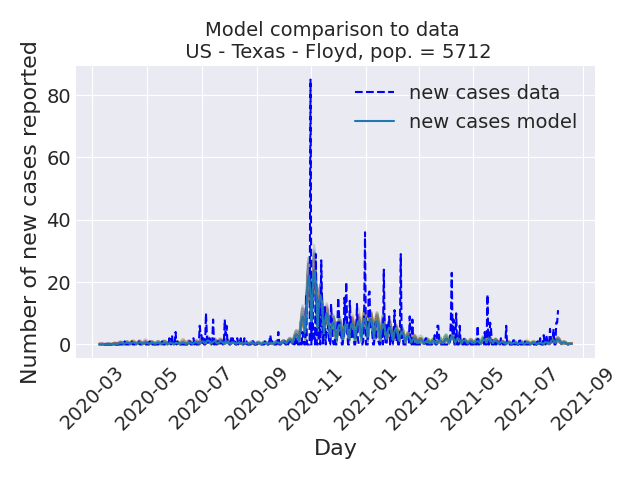 Model comparison to data
US - Texas - Floyd, pop. = 5712
Number of new cases reported
80
60
40
20
0
new cases data
new cases model
2020-03
2020-05
2020-07
2020-09
2020-11
2021-01
2021-03
2021-05
2021-07
2021-09
Day